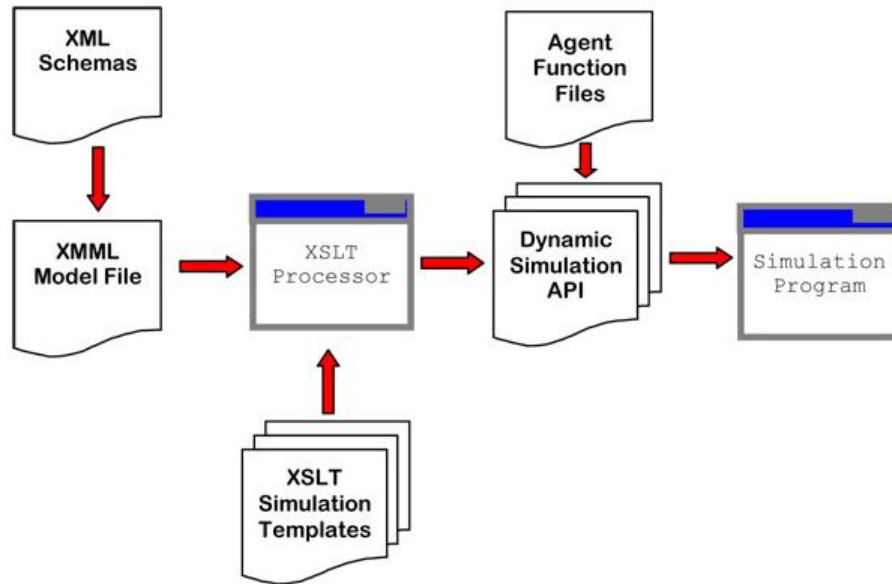 XML
Schemas
Agent
Function
Files
XMML
Model File
XSLT
Processor
Dynamic
Simulation
API
Simulation
Program
XSLT
Simulation
Templates